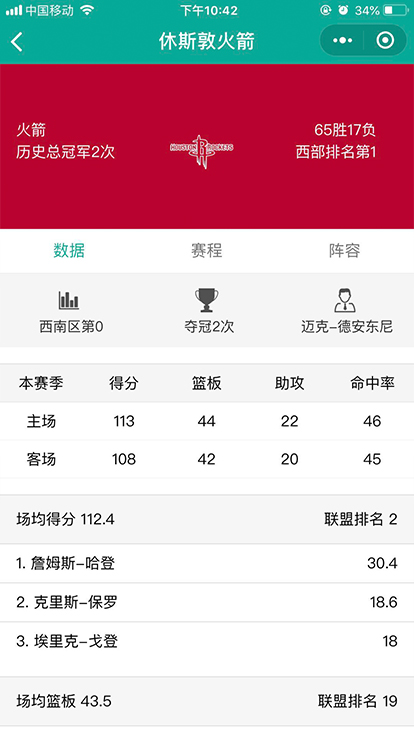 中国移动 下午10:42 34%
休斯敦火箭
火箭 65胜17负
历史总冠军2次 HOUSTON ROCKETS 西部排名第1
数据 赛程 阵容
西南区第0 夺冠2次 迈克-德安东尼
本赛季 得分 篮板 助攻 命中率
主场 113 44 22 46
客场 108 42 20 45
场均得分 112.4 联盟排名 2
1. 詹姆斯-哈登 30.4
2. 克里斯-保罗 18.6
3. 埃里克-戈登 18
场均篮板 43.5 联盟排名 19